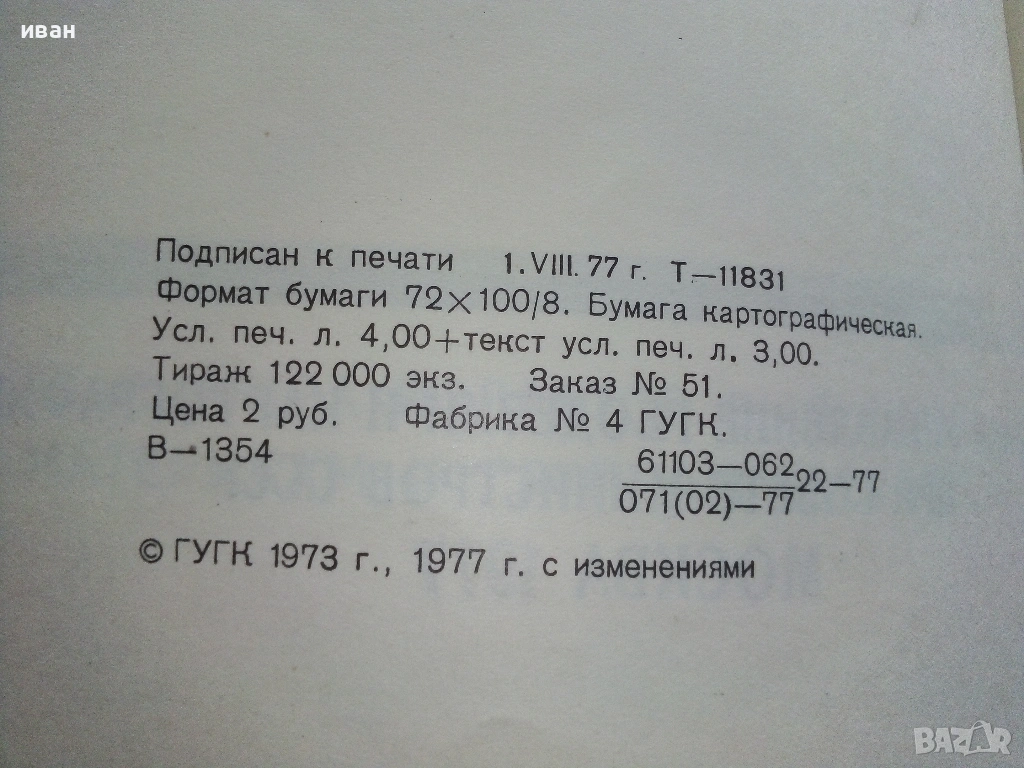 иван
Подписан к печати 1.VIII.77 г. Т—11831
Формат бумаги 72×100/8. Бумага картографическая.
Усл. печ. л. 4,00+текст усл. печ. л. 3,00.
Тираж 122 000 экз. Заказ № 51.
Цена 2 руб. Фабрика № 4 ГУГК.
В—1354
61103—062
071(02)—77
22—77
© ГУГК 1973 г., 1977 г. с изменениями
BAZAR